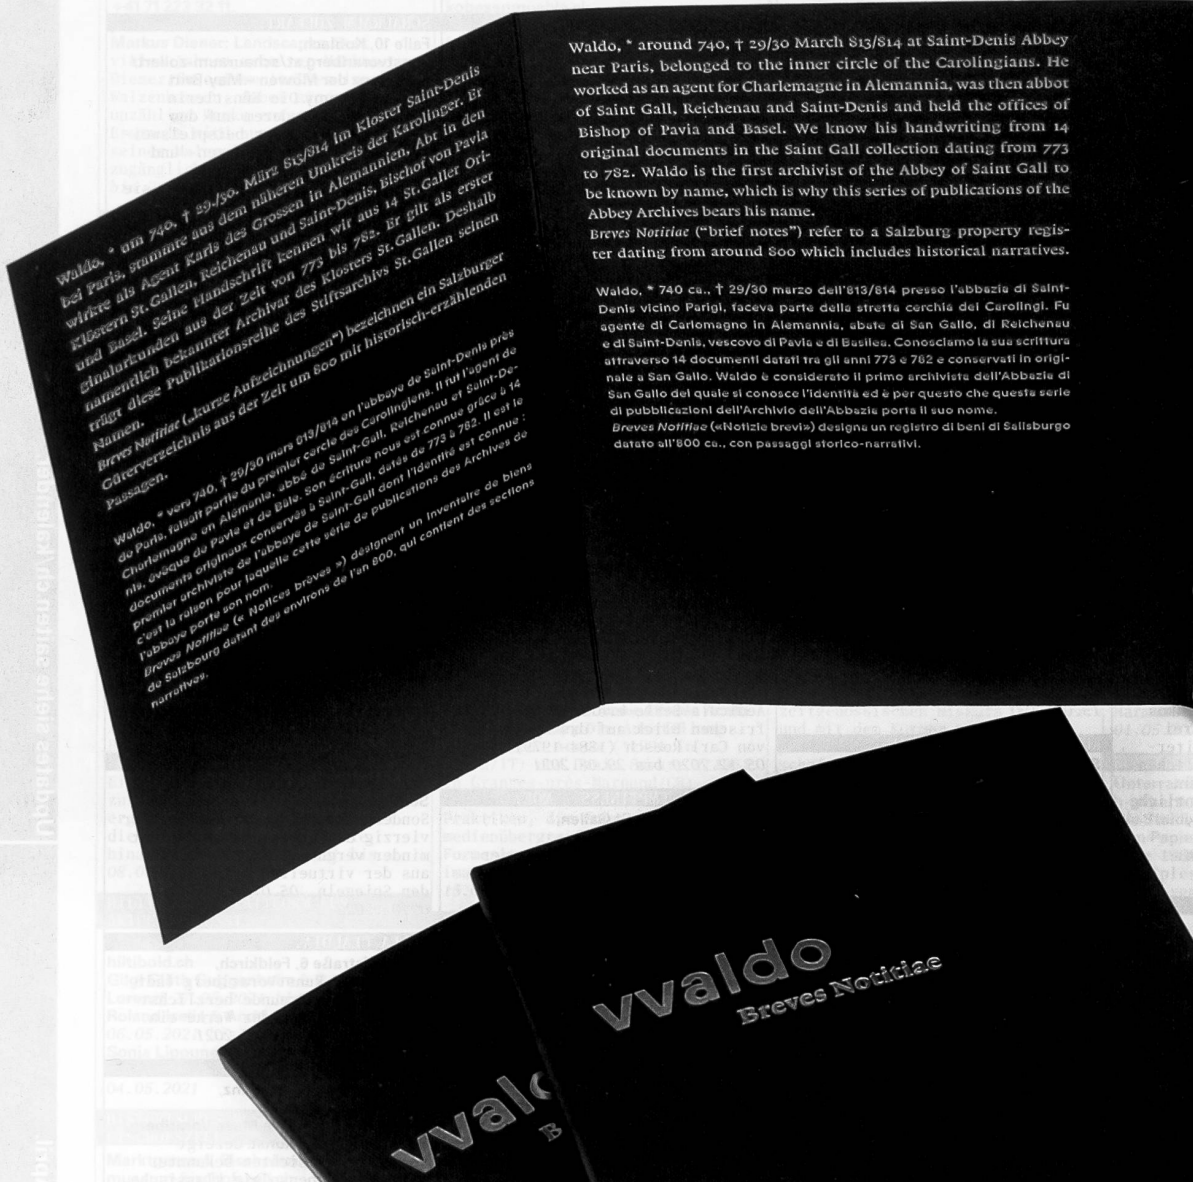 Waldo, * um 740, † 29./30. März 813/814 im Kloster Saint-Denis
bei Paris, stammte aus dem näheren Umkreis der Karolinger. Er
wirkte als Agent Karls des Grossen in Alemannien, Abt in den
Klöstern St. Gallen, Reichenau und Saint-Denis, Bischof von Pavia
und Basel. Seine Handschrift kennen wir aus 14 St. Galler Ori-
ginalurkunden aus der Zeit von 773 bis 782. Er gilt als erster
namentlich bekannter Archivar des Klosters St. Gallen. Deshalb
trägt diese Publikationsreihe des Stiftsarchivs St. Gallen seinen
Namen.
Breves Notitiae („kurze Aufzeichnungen“) bezeichnen ein Salzburger
Güterverzeichnis aus der Zeit um 800 mit historisch-erzählenden
Passagen.
Waldo, * vers 740, † 29/30 mars 813/814 en l'abbaye de Saint-Denis près
de Paris, faisait partie du premier cercle des Carolingiens. Il fut l'agent de
Charlemagne en Alémanie, abbé de Saint-Gall, Reichenau et Saint-De-
nis, évêque de Pavie et de Bâle. Son écriture nous est connue grâce à 14
documents originaux conservés à Saint-Gall, datés de 773 à 782. Il est le
premier archiviste de l'abbaye de Saint-Gall dont l'identité est connue ;
c'est la raison pour laquelle cette série de publications des Archives de
l'abbaye porte son nom.
Breves Notitiae (« Notices brèves ») désignent un inventaire de biens
de Salzbourg datant des environs de l'an 800, qui contient des sections
narratives.
Waldo, * around 740, † 29/30 March 813/814 at Saint-Denis Abbey
near Paris, belonged to the inner circle of the Carolingians. He
worked as an agent for Charlemagne in Alemannia, was then abbot
of Saint Gall, Reichenau and Saint-Denis and held the offices of
Bishop of Pavia and Basel. We know his handwriting from 14
original documents in the Saint Gall collection dating from 773
to 782. Waldo is the first archivist of the Abbey of Saint Gall to
be known by name, which is why this series of publications of the
Abbey Archives bears his name.
Breves Notitiae (“brief notes”) refer to a Salzburg property regis-
ter dating from around 800 which includes historical narratives.
Waldo, * 740 ca., † 29/30 marzo dell'813/814 presso l'abbazia di Saint-
Denis vicino Parigi, faceva parte della stretta cerchia dei Carolingi. Fu
agente di Carlomagno in Alemannia, abate di San Gallo, di Reichenau
e di Saint-Denis, vescovo di Pavia e di Basilea. Conosciamo la sua scrittura
attraverso 14 documenti datati tra gli anni 773 e 782 e conservati in origi-
nale a San Gallo. Waldo è considerato il primo archivista dell'Abbazia di
San Gallo del quale si conosce l'identità ed è per questo che questa serie
di pubblicazioni dell'Archivio dell'Abbazia porta il suo nome.
Breves Notitiae («Notizie brevi») designa un registro di beni di Salisburgo
datato all'800 ca., con passaggi storico-narrativi.
vvaldo
Breves Notitiae
vvald
B